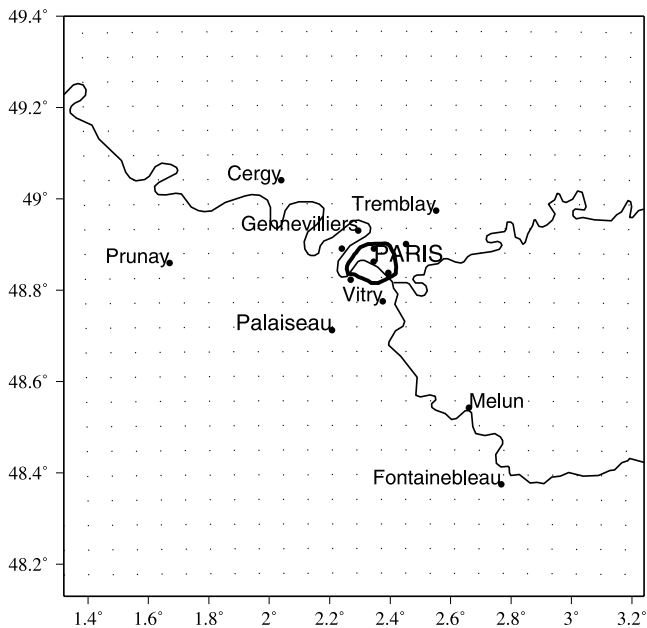 49.4°
49.2°
Cergy
49°
Tremblay
Gennevilliers
PARIS
Prunay
48.8°
Vitry
Palaiseau
48.6°
Melun
48.4°
Fontainebleau
48.2°
1.4° 1.6° 1.8° 2° 2.2° 2.4° 2.6° 2.8° 3° 3.2°